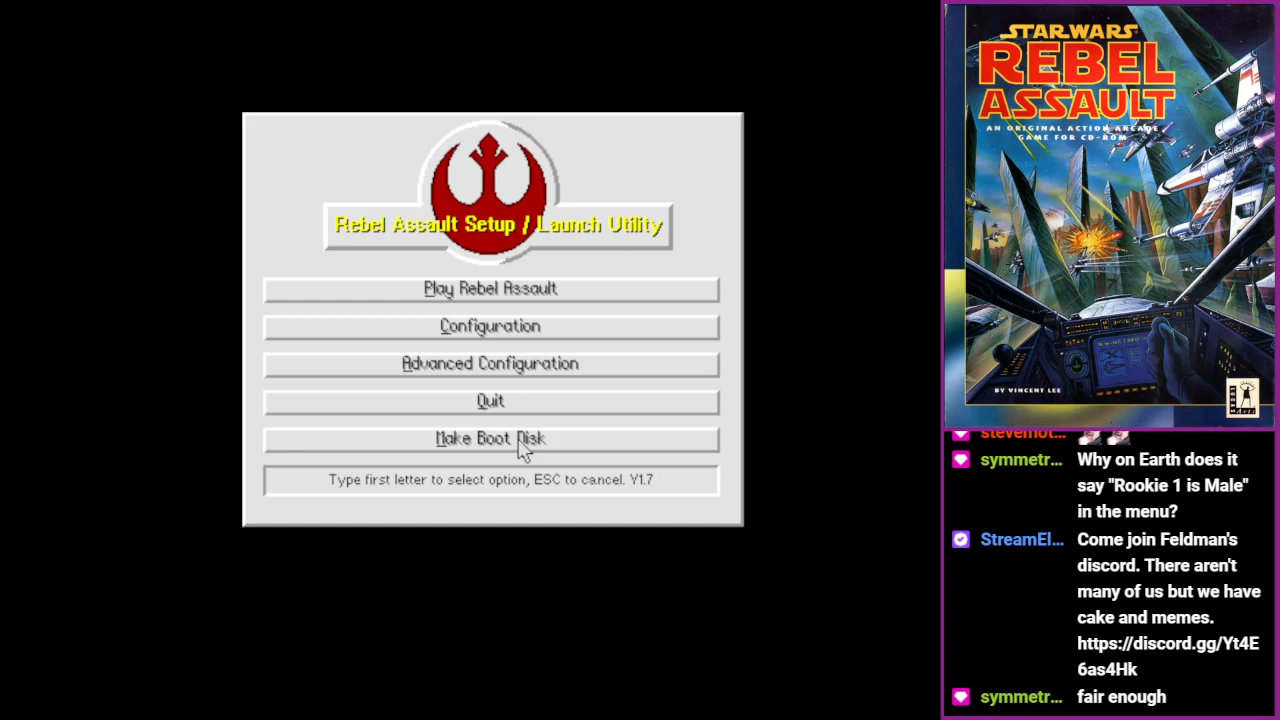 Rebel Assault Setup / Launch Utility
Play Rebel Assault
Configuration
Advanced Configuration
Quit
Make Boot Disk
Type first letter to select option, ESC to cancel. V1.7
STAR WARS
REBEL
ASSAULT
AN ORIGINAL ACTION ARCADE
GAME FOR CD-ROM
BY VINCENT LEE
stevemot...
symmetr... Why on Earth does it
say "Rookie 1 is Male"
in the menu?
StreamEl... Come join Feldman's
discord. There aren't
many of us but we have
cake and memes.
https://discord.gg/Yt4E
6as4Hk
symmetr... fair enough